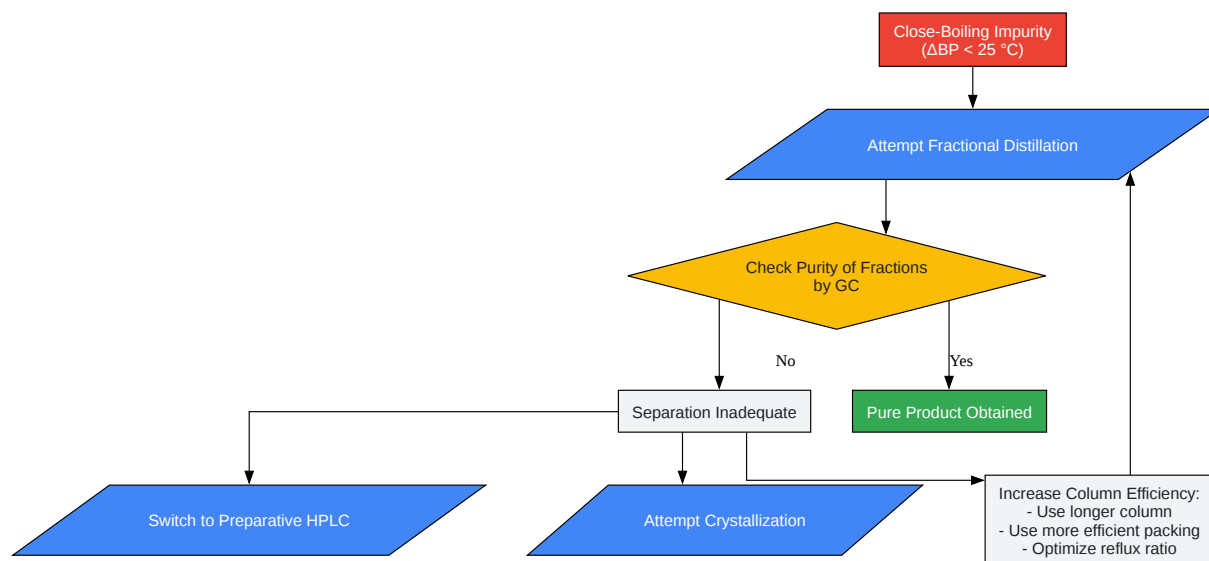 Close-Boiling Impurity
(ΔBP < 25 °C)
Attempt Fractional Distillation
Check Purity of Fractions
by GC
No
Yes
Separation Inadequate
Pure Product Obtained
Switch to Preparative HPLC
Attempt Crystallization
Increase Column Efficiency:
- Use longer column
- Use more efficient packing
- Optimize reflux ratio